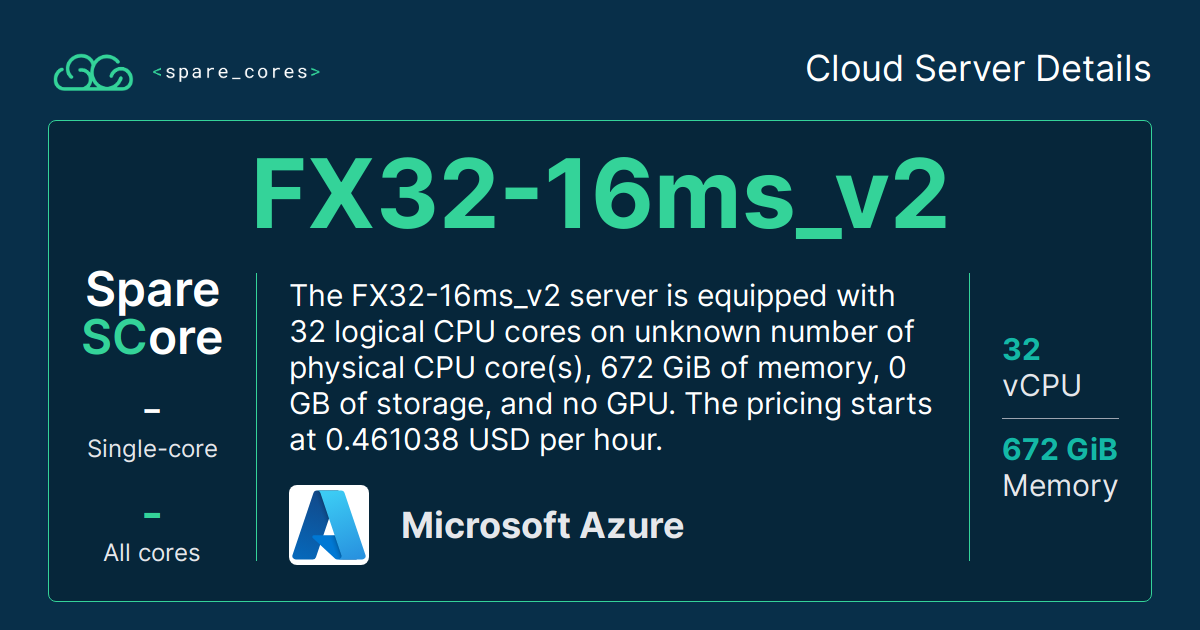 <spare_cores>
Cloud Server Details
FX32-16ms_v2
Spare
SCore
-
Single-core
-
All cores
The FX32-16ms_v2 server is equipped with
32 logical CPU cores on unknown number of
physical CPU core(s), 672 GiB of memory, 0
GB of storage, and no GPU. The pricing starts
at 0.461038 USD per hour.
Microsoft Azure
32
vCPU
672 GiB
Memory